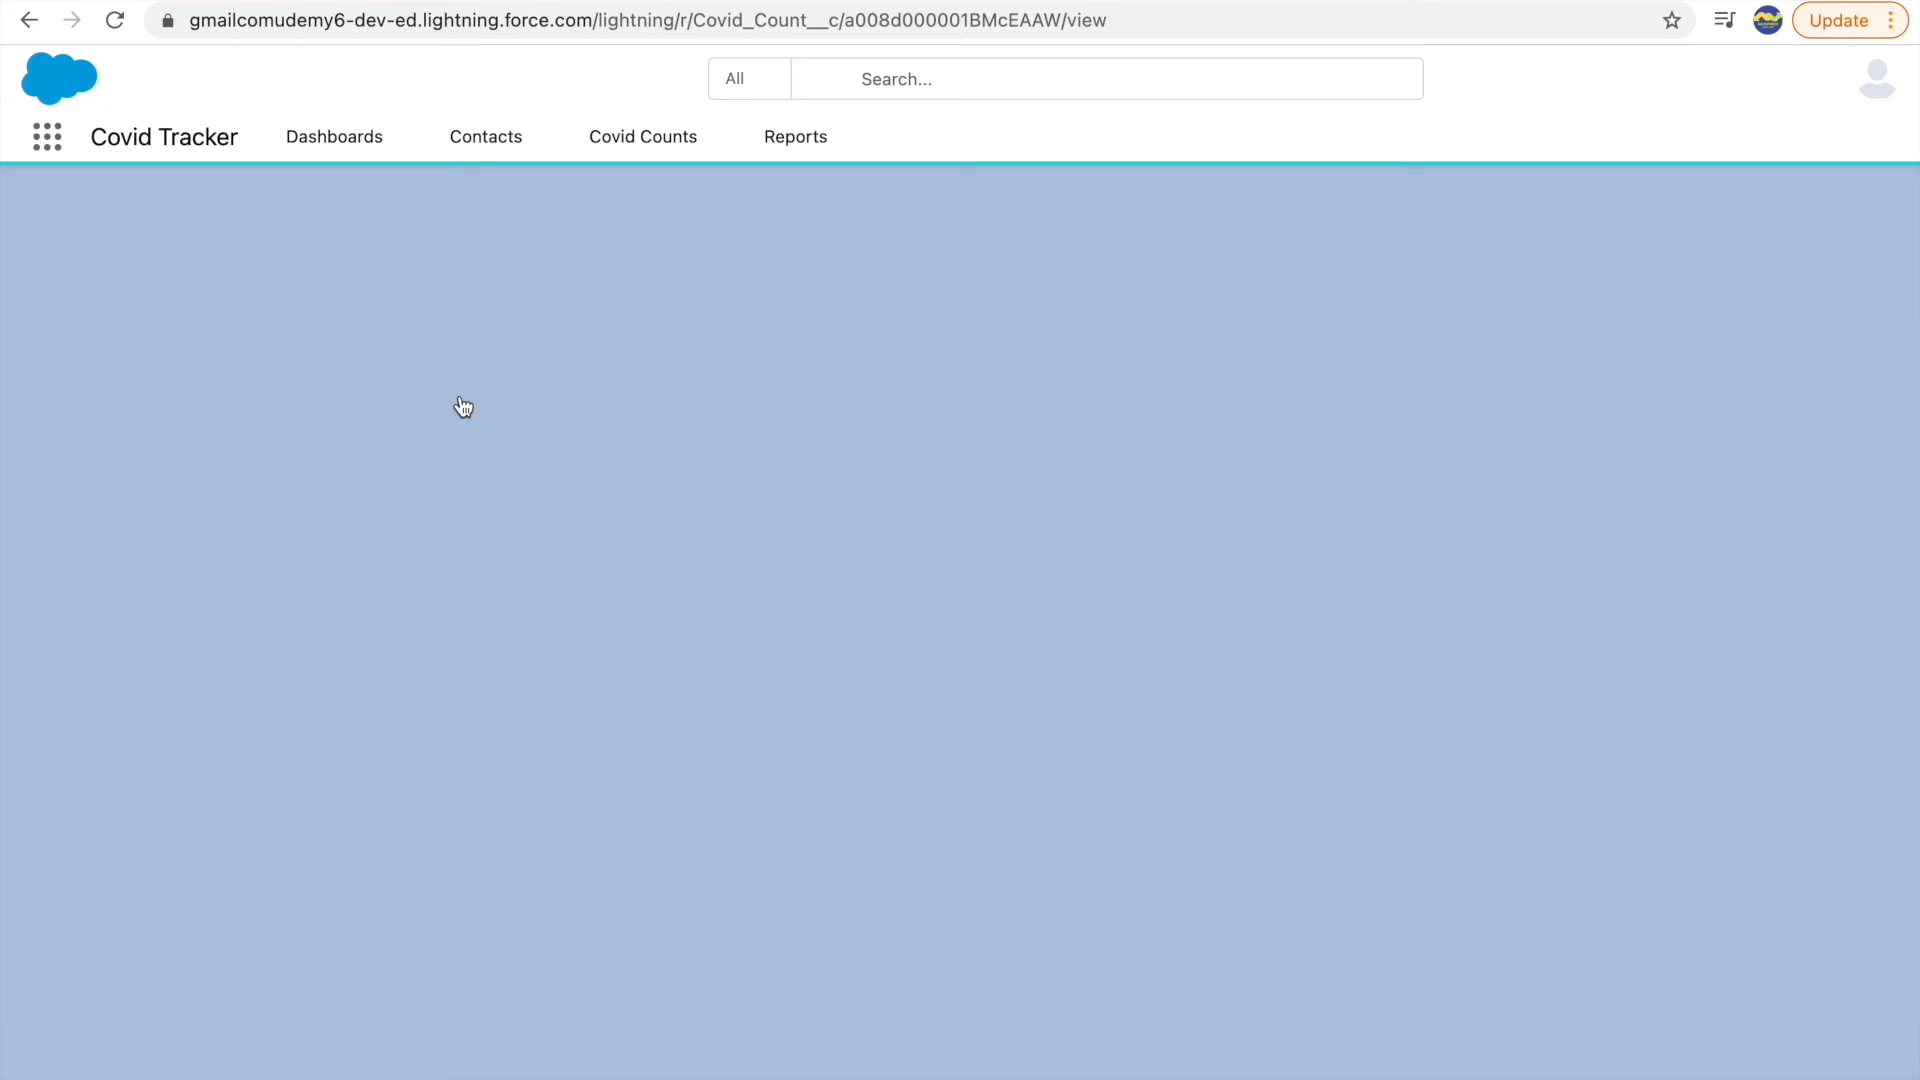 gmailcomudemy6-dev-ed.lightning.force.com/lightning/r/Covid_Count__c/a008d000001BMcEAAW/view
Update
All
Search...
Covid Tracker
Dashboards
Contacts
Covid Counts
Reports